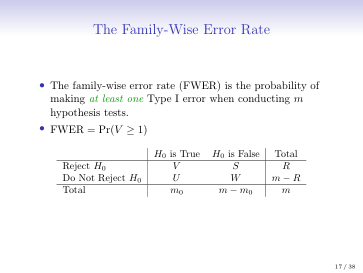 The Family-Wise Error Rate
• The family-wise error rate (FWER) is the probability of
making at least one Type I error when conducting m
hypothesis tests.
• FWER = Pr(V ≥ 1)
H₀ is True H₀ is False Total
Reject H₀ V S R
Do Not Reject H₀ U W m − R
Total m₀ m − m₀ m
17 / 38